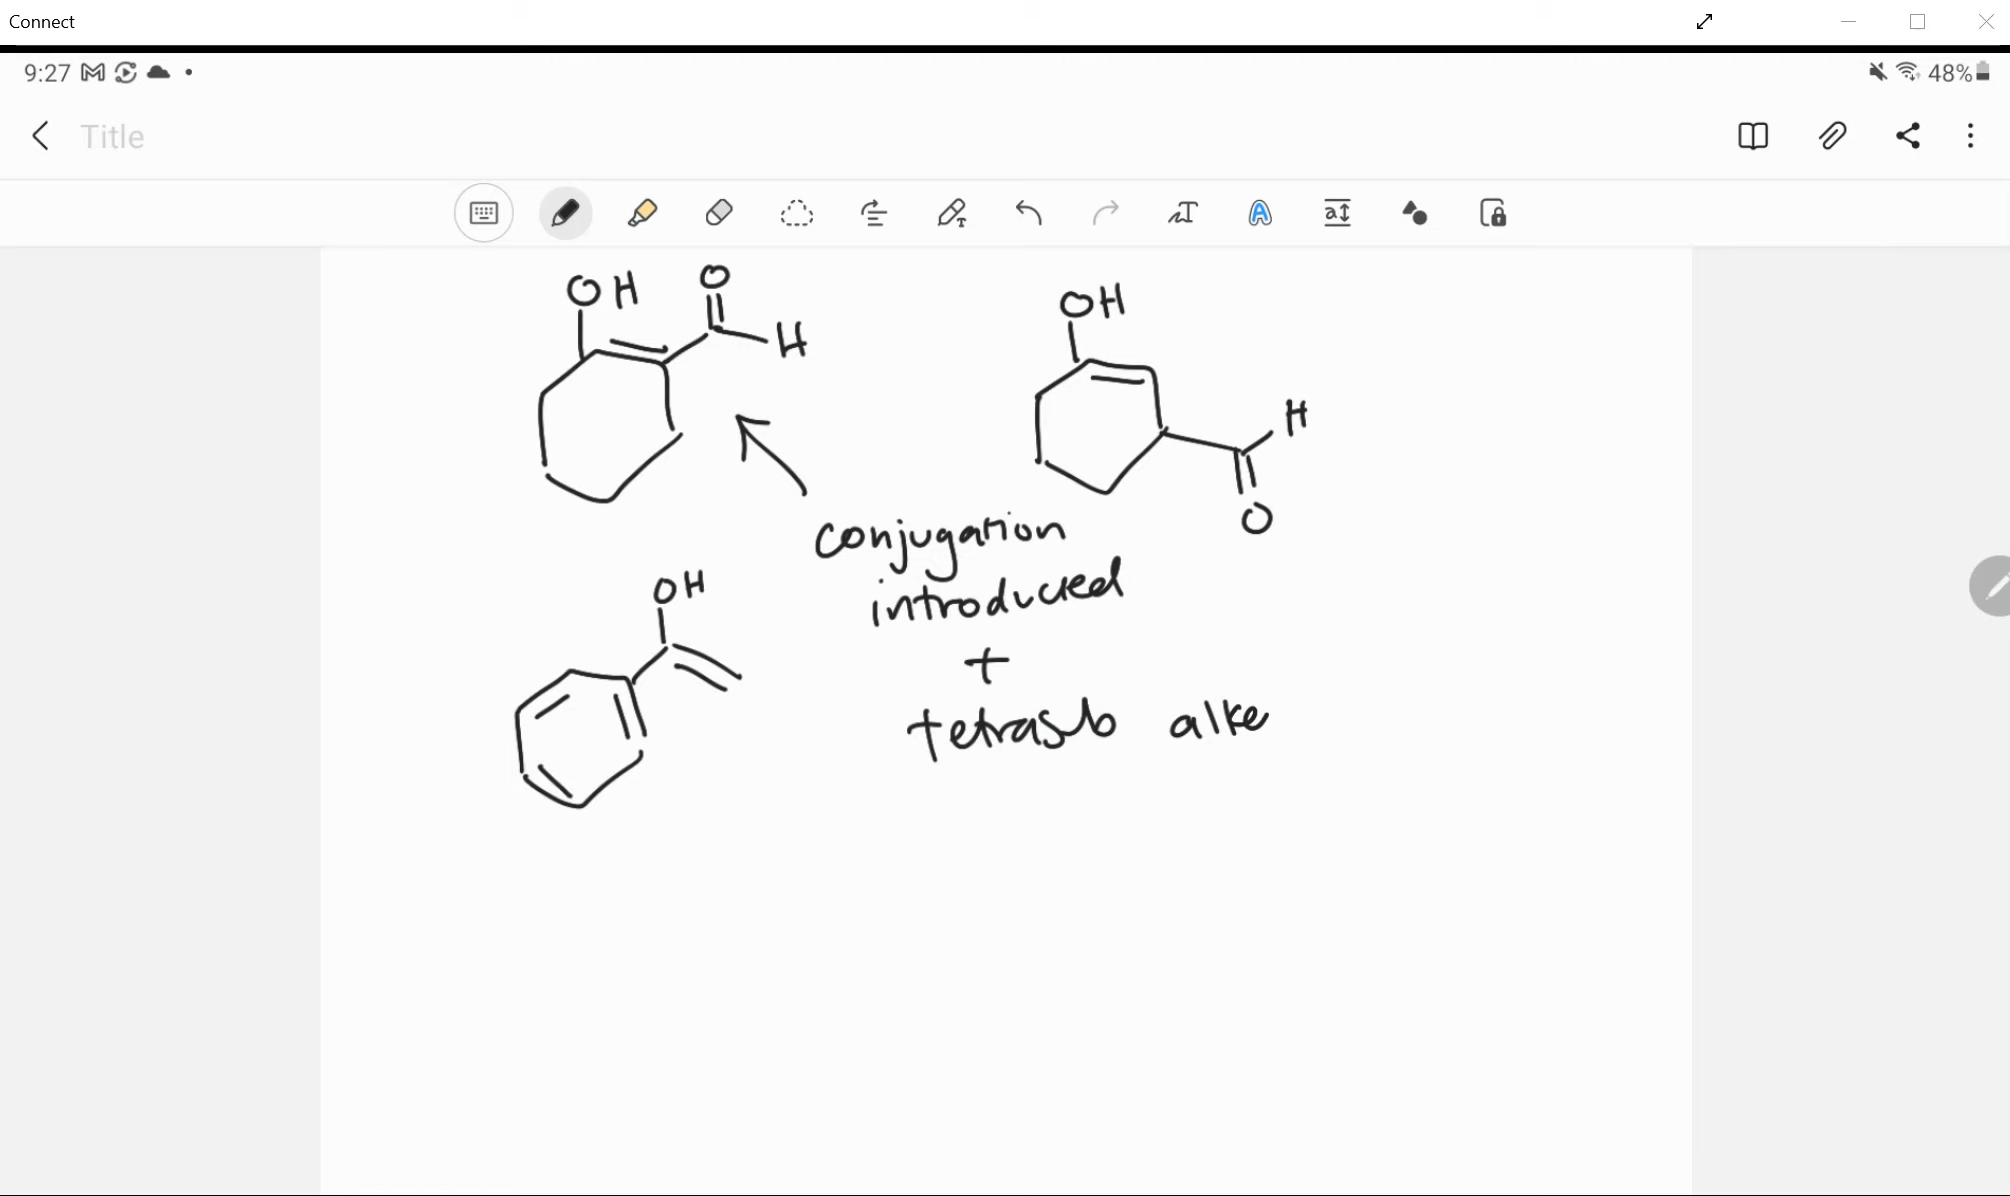 Connect
9:27
48%
Title
OH O
H
OH
H
O
conjugation
introduced
+
tetrasub alke
OH